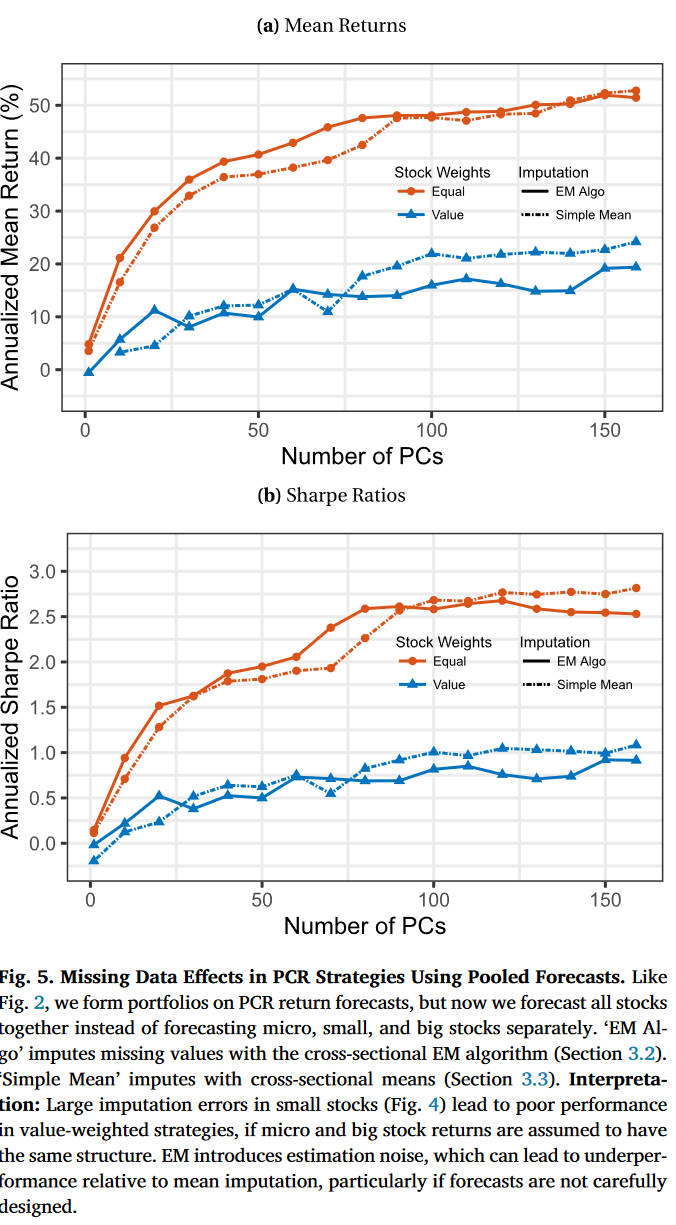 (a) Mean Returns
Annualized Mean Return (%)
50
40
30
20
10
0
Stock Weights
Equal
Value
Imputation
EM Algo
Simple Mean
0 50 100 150
Number of PCs
(b) Sharpe Ratios
Annualized Sharpe Ratio
3.0
2.5
2.0
1.5
1.0
0.5
0.0
Stock Weights
Equal
Value
Imputation
EM Algo
Simple Mean
0 50 100 150
Number of PCs
Fig. 5. Missing Data Effects in PCR Strategies Using Pooled Forecasts. Like
Fig. 2, we form portfolios on PCR return forecasts, but now we forecast all stocks
together instead of forecasting micro, small, and big stocks separately. ‘EM Al-
go’ imputes missing values with the cross-sectional EM algorithm (Section 3.2).
‘Simple Mean’ imputes with cross-sectional means (Section 3.3). Interpreta-
tion: Large imputation errors in small stocks (Fig. 4) lead to poor performance
in value-weighted strategies, if micro and big stock returns are assumed to have
the same structure. EM introduces estimation noise, which can lead to underper-
formance relative to mean imputation, particularly if forecasts are not carefully
designed.